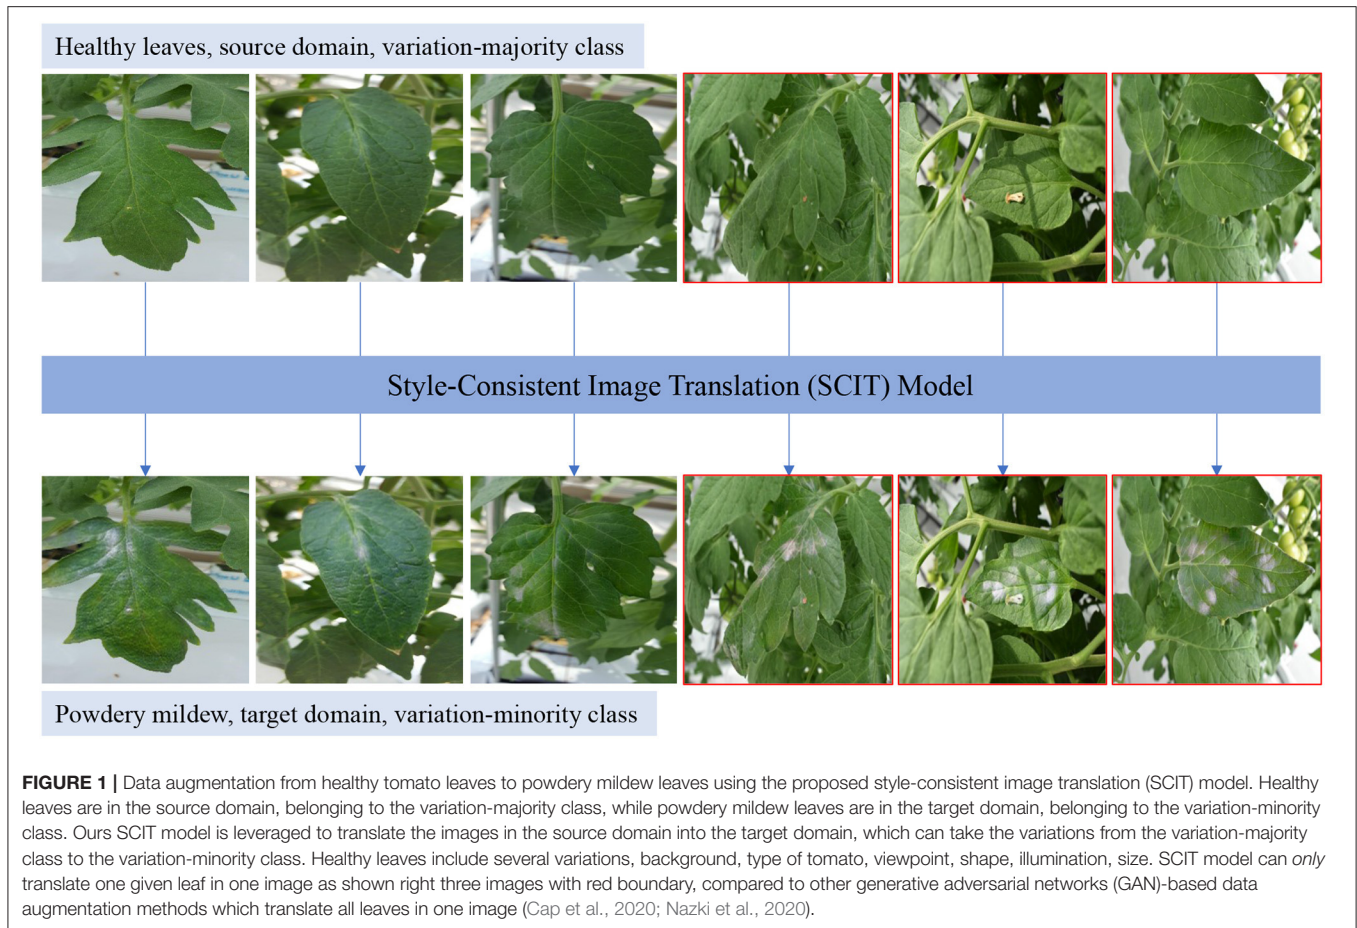 Healthy leaves, source domain, variation-majority class
Style-Consistent Image Translation (SCIT) Model
Powdery mildew, target domain, variation-minority class
FIGURE 1 | Data augmentation from healthy tomato leaves to powdery mildew leaves using the proposed style-consistent image translation (SCIT) model. Healthy
leaves are in the source domain, belonging to the variation-majority class, while powdery mildew leaves are in the target domain, belonging to the variation-minority
class. Ours SCIT model is leveraged to translate the images in the source domain into the target domain, which can take the variations from the variation-majority
class to the variation-minority class. Healthy leaves include several variations, background, type of tomato, viewpoint, shape, illumination, size. SCIT model can only
translate one given leaf in one image as shown right three images with red boundary, compared to other generative adversarial networks (GAN)-based data
augmentation methods which translate all leaves in one image (Cap et al., 2020; Nazki et al., 2020).